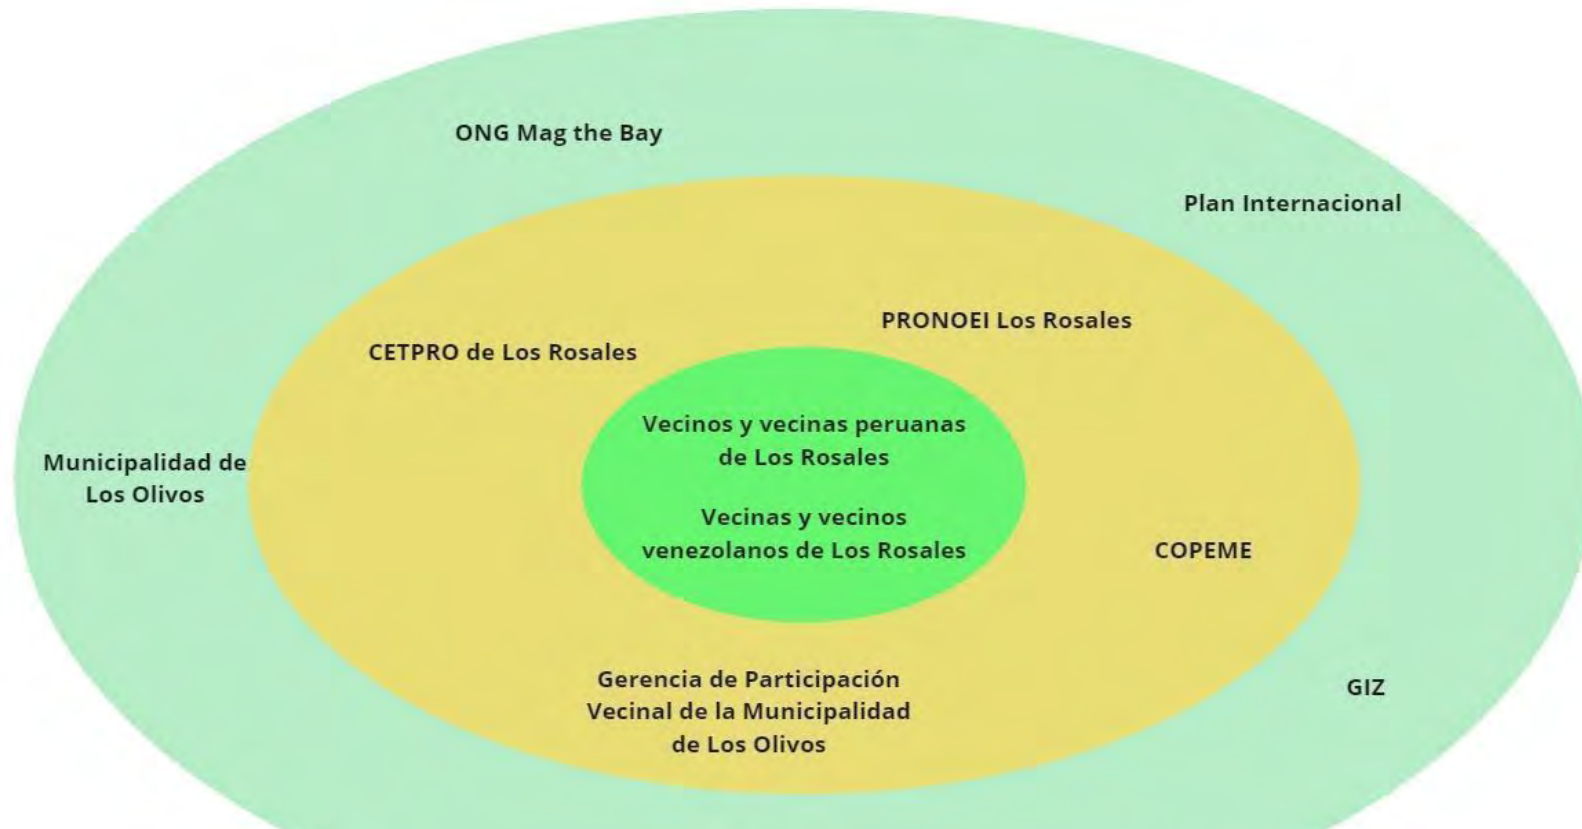 ONG Mag the Bay
Plan Internacional
PRONOEI Los Rosales
CETPRO de Los Rosales
Vecinos y vecinas peruanas
de Los Rosales
Municipalidad de
Los Olivos
Vecinas y vecinos
venezolanos de Los Rosales
COPEME
Gerencia de Participación
Vecinal de la Municipalidad
de Los Olivos
GIZ